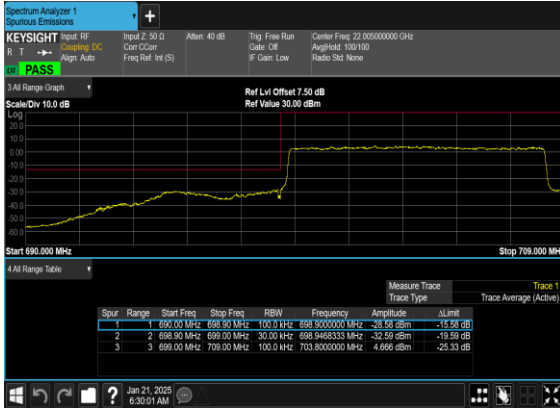 Spectrum Analyzer 1
Spurious Emissions
+
KEYSIGHT Input: RF Input Z: 50 Ω Atten: 40 dB Trig: Free Run Center Freq: 22.005000000 GHz
R T Coupling: DC Corr CCorr Gate: Off Avg|Hold: 100/100
Align: Auto Freq Ref: Int (S) IF Gain: Low Radio Std: None
PASS
3 All Range Graph
Ref Lvl Offset 7.50 dB
Scale/Div 10.0 dB Ref Value 30.00 dBm
Log
20.0
10.0
0.00
-10.0
-20.0
-30.0
-40.0
-50.0
-60.0
Start 690.000 MHz Stop 709.000 MH
4 All Range Table
Measure Trace Trace 1
Trace Type Trace Average (Active)
Spur Range Start Freq Stop Freq RBW Frequency Amplitude ΔLimit
1 1 690.00 MHz 698.90 MHz 100.0 kHz 698.9000000 MHz -28.58 dBm -15.58 dB
2 2 698.90 MHz 699.00 MHz 30.00 kHz 698.9468333 MHz -32.59 dBm -19.59 dB
3 3 699.00 MHz 709.00 MHz 100.0 kHz 703.8000000 MHz 4.666 dBm -25.33 dB
? Jan 21, 2025
6:30:01 AM